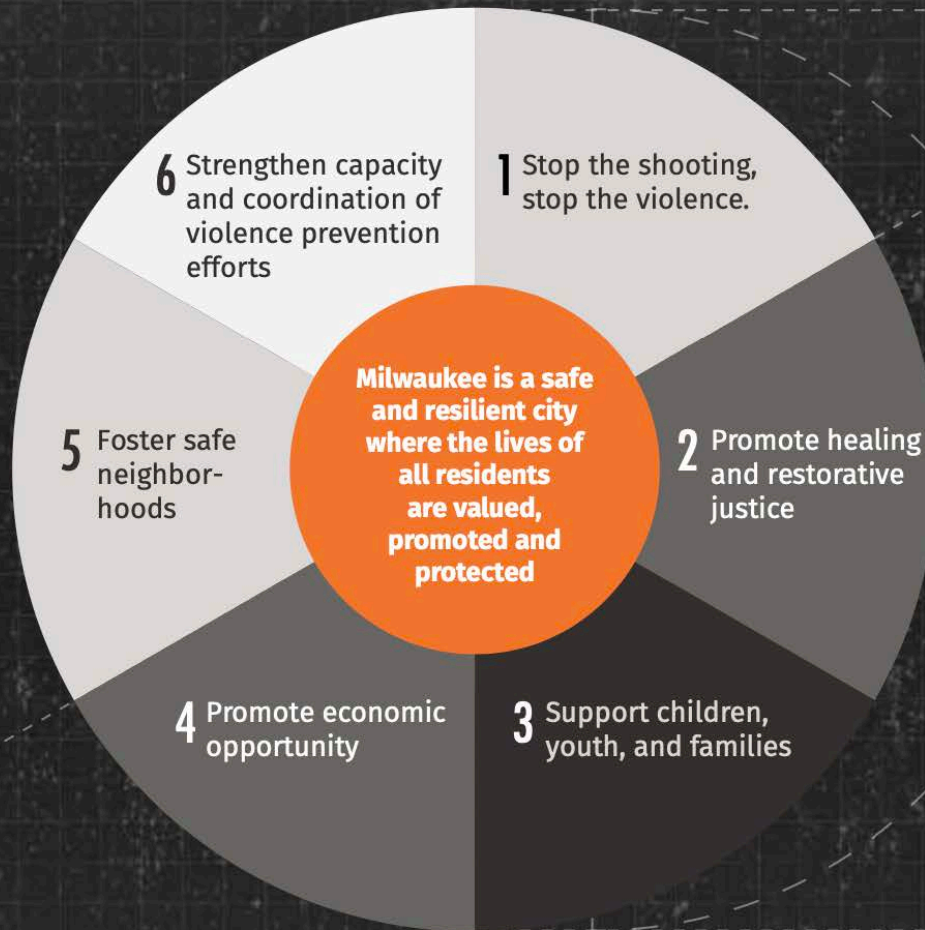 6 Strengthen capacity
and coordination of
violence prevention
efforts
1 Stop the shooting,
stop the violence.
Milwaukee is a safe
and resilient city
where the lives of
all residents
are valued,
promoted and
protected
5 Foster safe
neighbor-
hoods
2 Promote healing
and restorative
justice
4 Promote economic
opportunity
3 Support children,
youth, and families